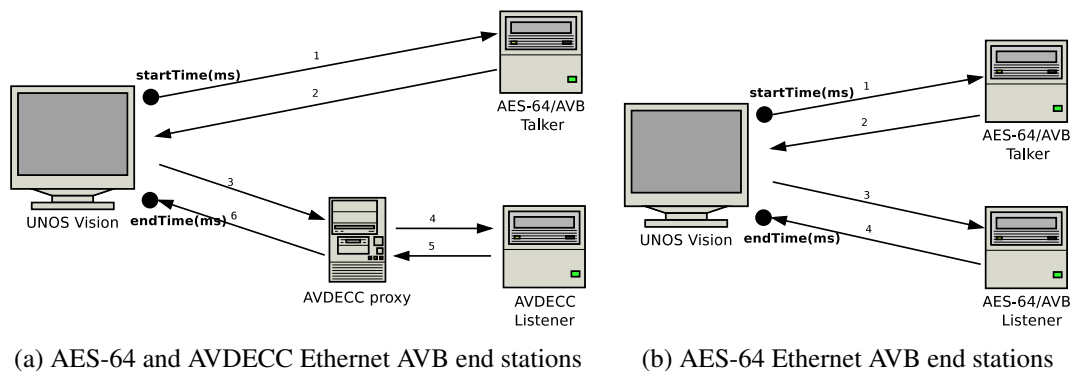 1
startTime(ms)
2
AES-64/AVB
Talker
3
UNOS Vision
endTime(ms)
6
4
5
AVDECC proxy
AVDECC
Listener
(a) AES-64 and AVDECC Ethernet AVB end stations
startTime(ms)
1
2
AES-64/AVB
Talker
3
UNOS Vision
endTime(ms)
4
AES-64/AVB
Listener
(b) AES-64 Ethernet AVB end stations